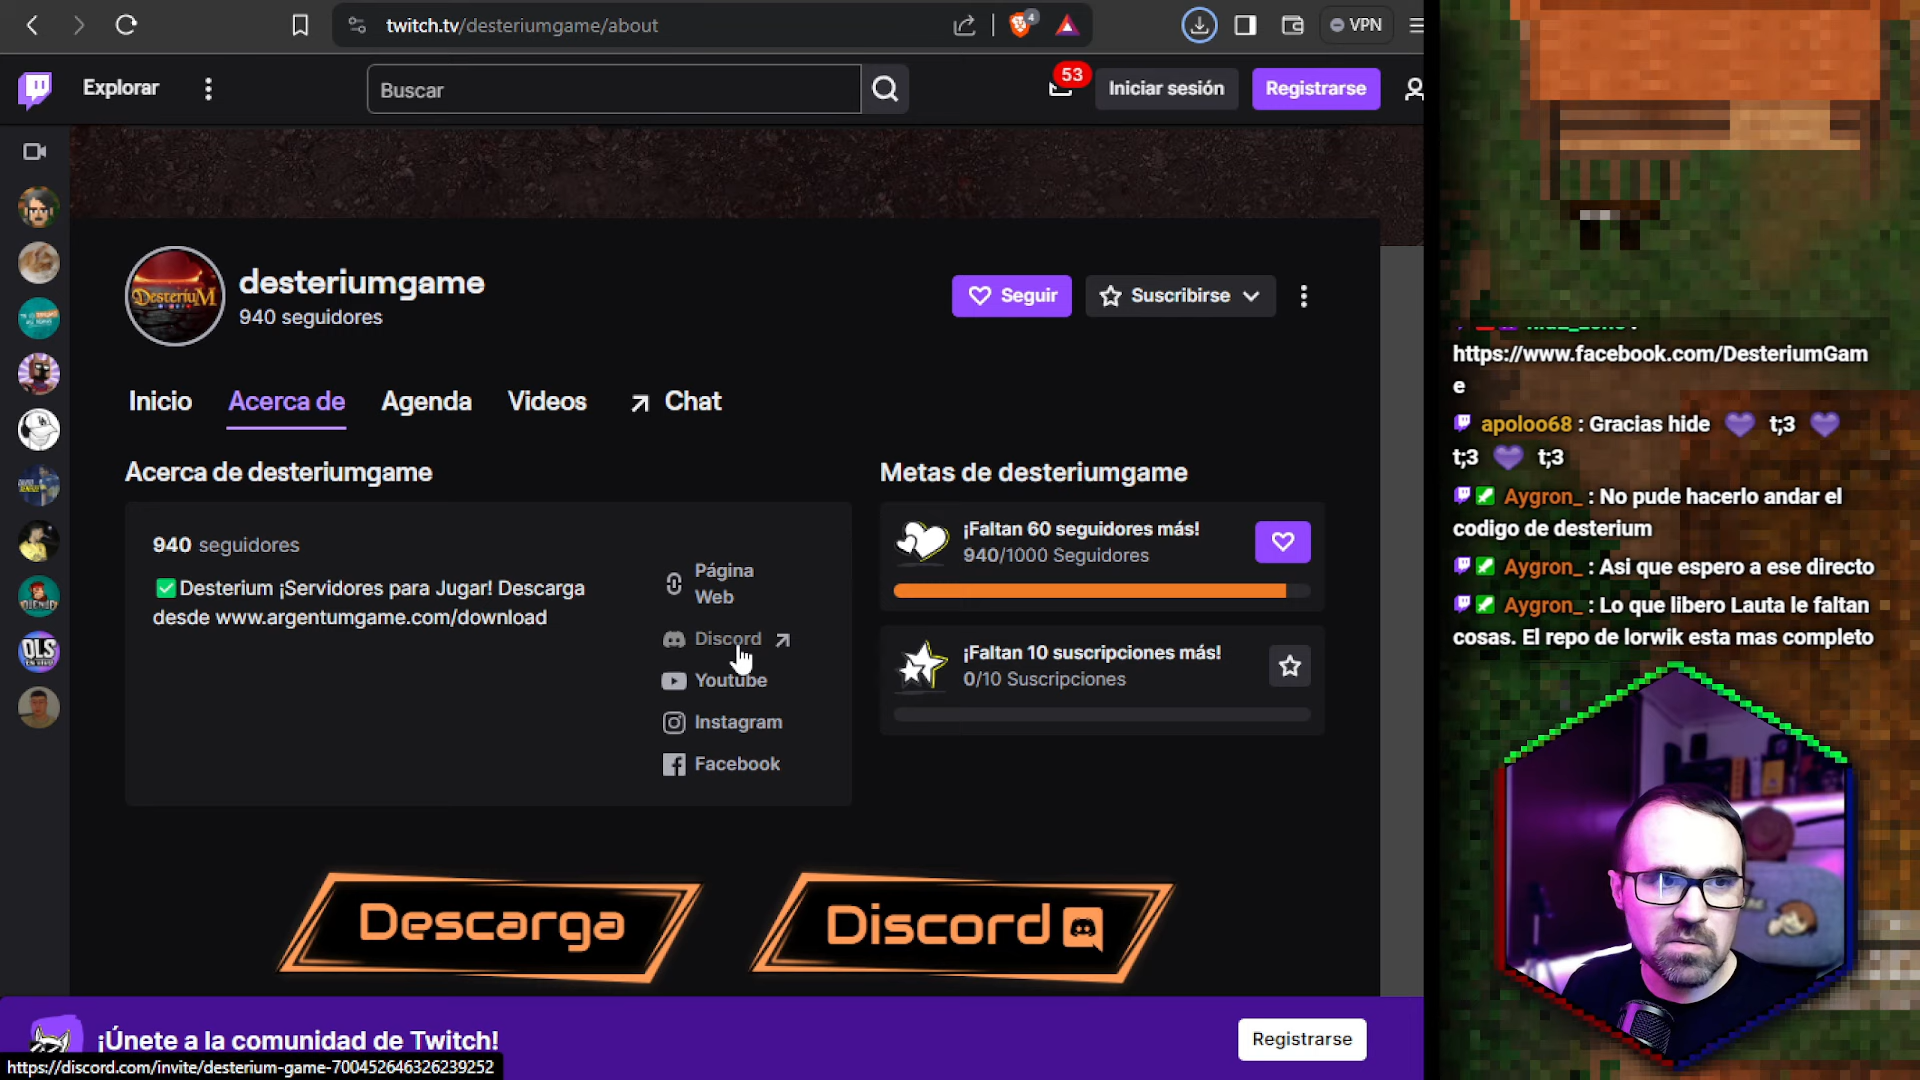 twitch.tv/desteriumgame/about
4
VPN
Explorar
Buscar
53
Iniciar sesión
Registrarse
Desterium
desteriumgame
940 seguidores
Seguir
Suscribirse
Inicio
Acerca de
Agenda
Videos
Chat
Acerca de desteriumgame
940 seguidores
✅Desterium ¡Servidores para Jugar! Descarga
desde www.argentumgame.com/download
Página
Web
Discord
Youtube
Instagram
Facebook
Metas de desteriumgame
¡Faltan 60 seguidores más!
940/1000 Seguidores
¡Faltan 10 suscripciones más!
0/10 Suscripciones
Descarga
Discord
¡Únete a la comunidad de Twitch!
Registrarse
https://discord.com/invite/desterium-game-700452646326239252
https://www.facebook.com/DesteriumGam
e
apoloo68 : Gracias hide 💜 t;3 💜
t;3 💜 t;3
Aygron_ : No pude hacerlo andar el
codigo de desterium
Aygron_ : Asi que espero a ese directo
Aygron_ : Lo que libero Lauta le faltan
cosas. El repo de lorwik esta mas completo
OLS